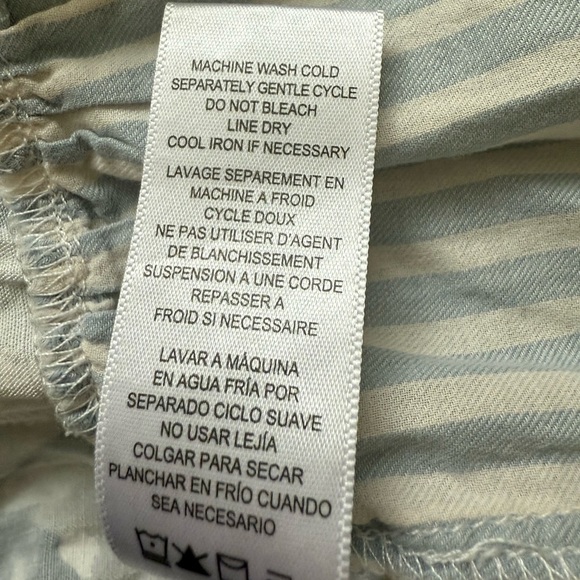 MACHINE WASH COLD
SEPARATELY GENTLE CYCLE
DO NOT BLEACH
LINE DRY
COOL IRON IF NECESSARY
LAVAGE SEPAREMENT EN
MACHINE A FROID
CYCLE DOUX
NE PAS UTILISER D'AGENT
DE BLANCHISSEMENT
SUSPENSION A UNE CORDE
REPASSER A
FROID SI NECESSAIRE
LAVAR A MÁQUINA
EN AGUA FRÍA POR
SEPARADO CICLO SUAVE
NO USAR LEJÍA
COLGAR PARA SECAR
PLANCHAR EN FRÍO CUANDO
SEA NECESARIO